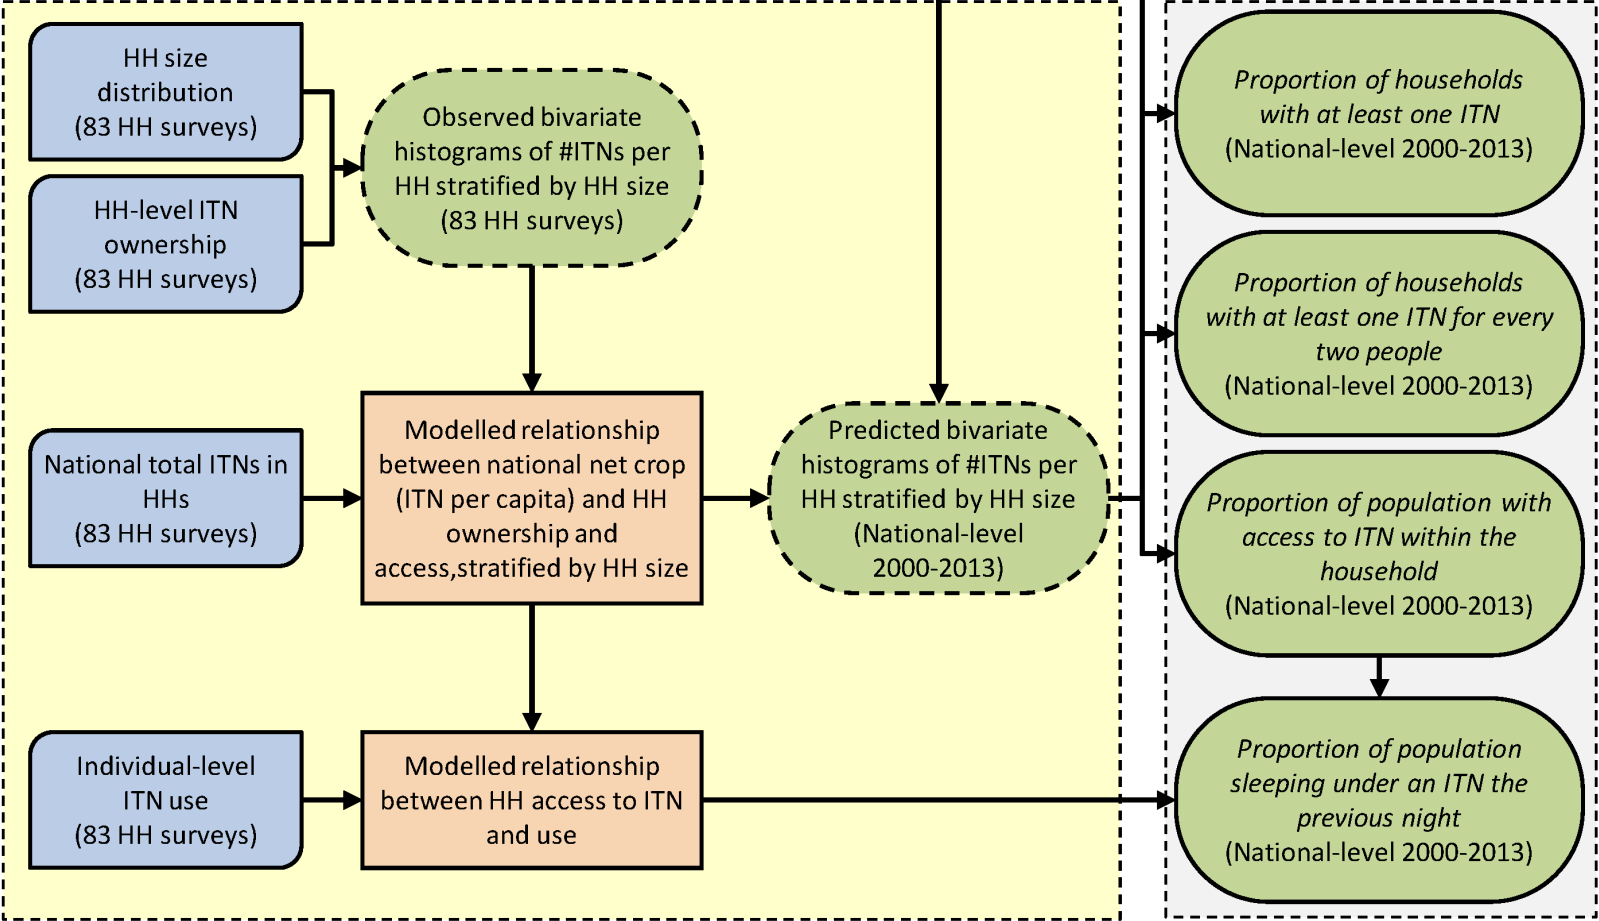 HH size
distribution
(83 HH surveys)
HH-level ITN
ownership
(83 HH surveys)
Observed bivariate
histograms of #ITNs per
HH stratified by HH size
(83 HH surveys)
National total ITNs in
HHs
(83 HH surveys)
Modelled relationship
between national net crop
(ITN per capita) and HH
ownership and
access,stratified by HH size
Predicted bivariate
histograms of #ITNs per
HH stratified by HH size
(National-level
2000-2013)
Individual-level
ITN use
(83 HH surveys)
Modelled relationship
between HH access to ITN
and use
Proportion of households
with at least one ITN
(National-level 2000-2013)
Proportion of households
with at least one ITN for every
two people
(National-level 2000-2013)
Proportion of population with
access to ITN within the
household
(National-level 2000-2013)
Proportion of population
sleeping under an ITN the
previous night
(National-level 2000-2013)